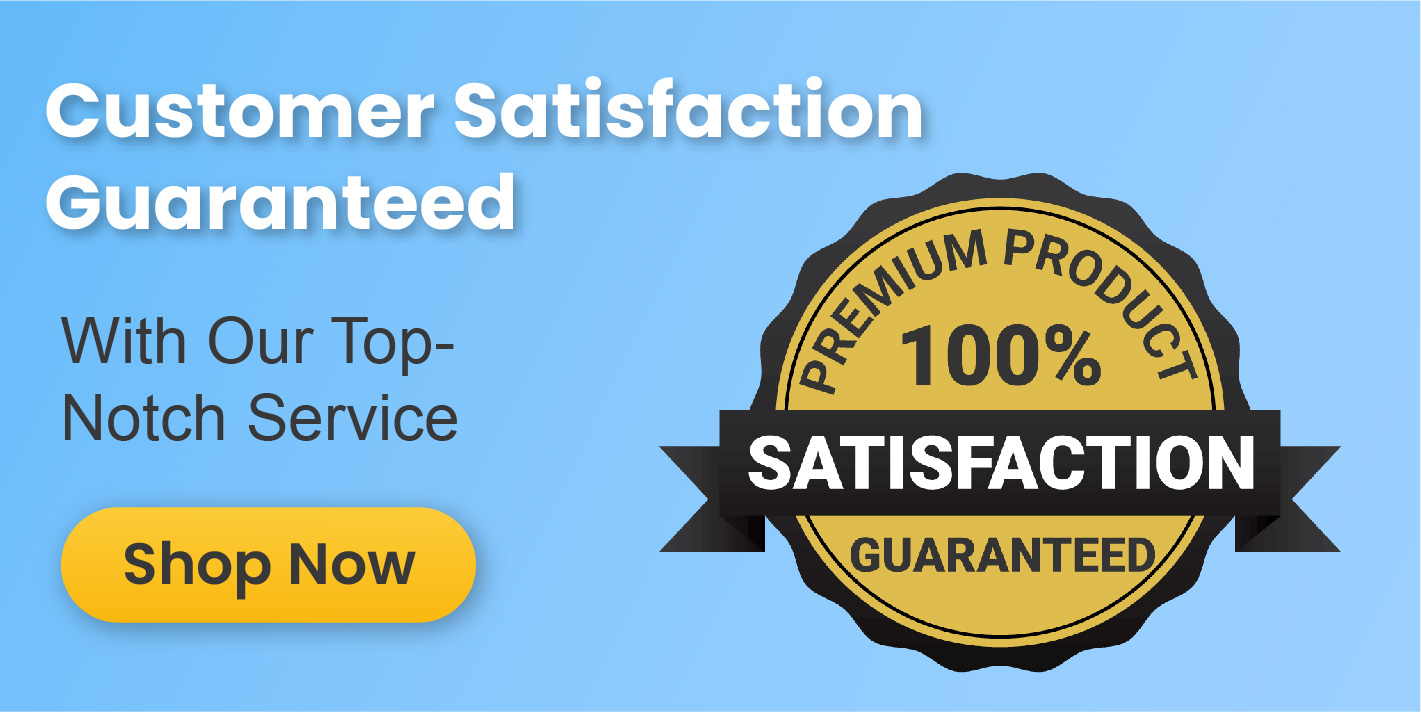 Customer Satisfaction
Guaranteed
With Our Top-
Notch Service
Shop Now
PREMIUM PRODUCT
100%
SATISFACTION
GUARANTEED